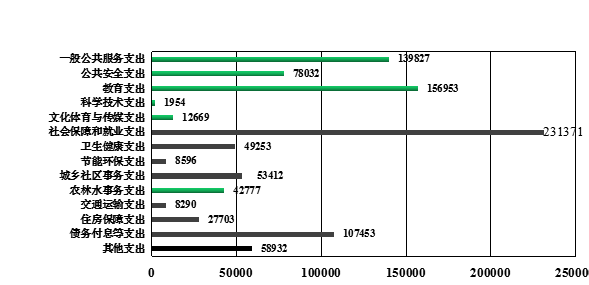 一般公共服务支出 139827
公共安全支出 78032
教育支出 156953
科学技术支出 1954
文化体育与传媒支出 12669
社会保障和就业支出 231371
卫生健康支出 49253
节能环保支出 8596
城乡社区事务支出 53412
农林水事务支出 42777
交通运输支出 8290
住房保障支出 27703
债务付息等支出 107453
其他支出 58932
0 50000 100000 150000 200000 250000